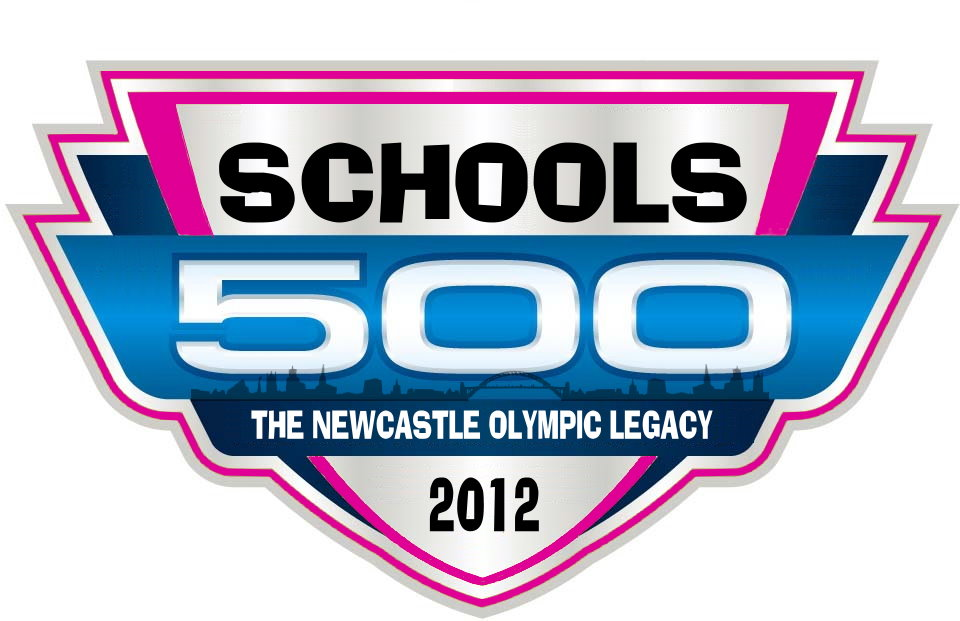 SCHOOLS
500
THE NEWCASTLE OLYMPIC LEGACY
2012